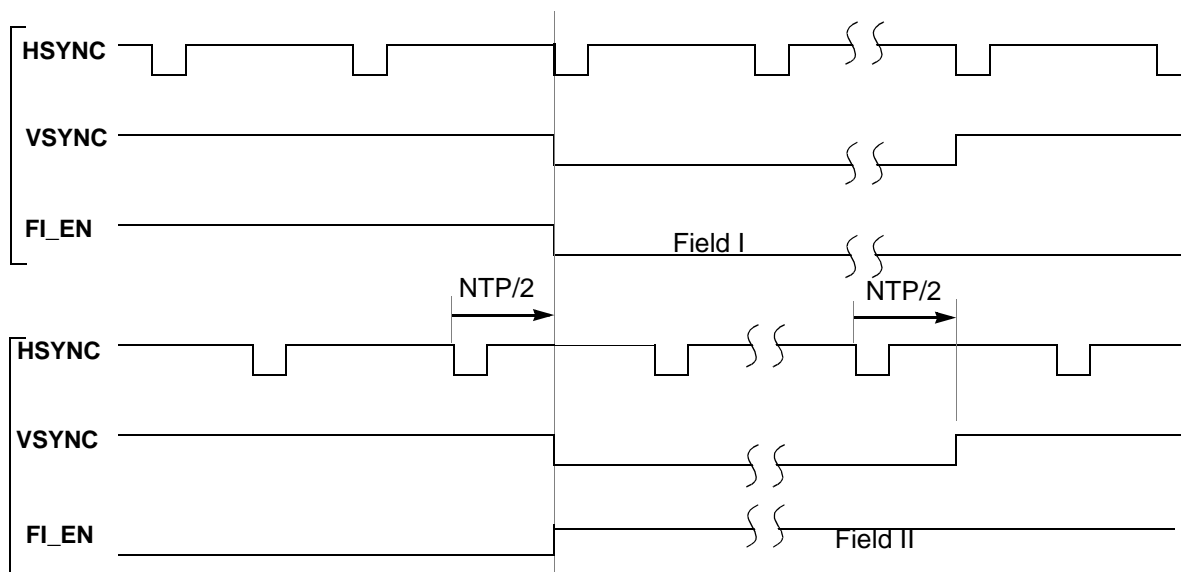 HSYNC
VSYNC
FI_EN
Field I
NTP/2
NTP/2
HSYNC
VSYNC
FI_EN
Field II